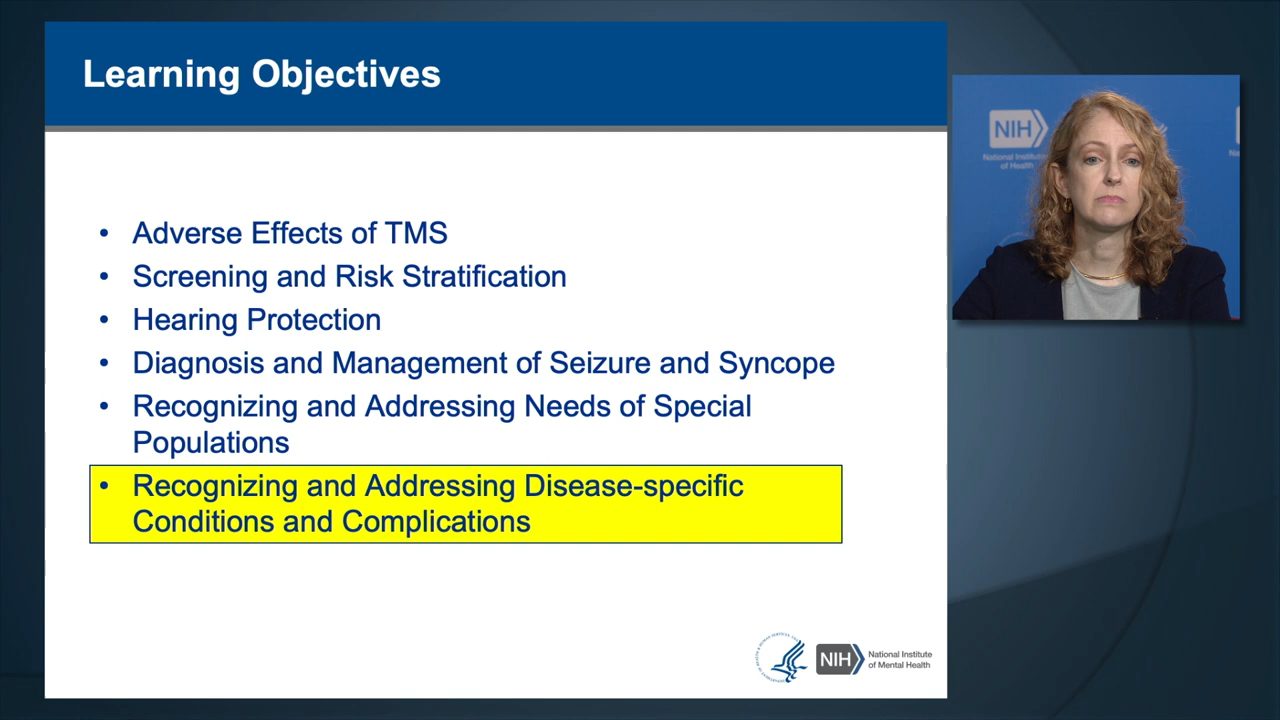 Learning Objectives
• Adverse Effects of TMS
• Screening and Risk Stratification
• Hearing Protection
• Diagnosis and Management of Seizure and Syncope
• Recognizing and Addressing Needs of Special
Populations
• Recognizing and Addressing Disease-specific
Conditions and Complications
NIH
National Institute
of Mental Health
NIH
National Institute
of Health